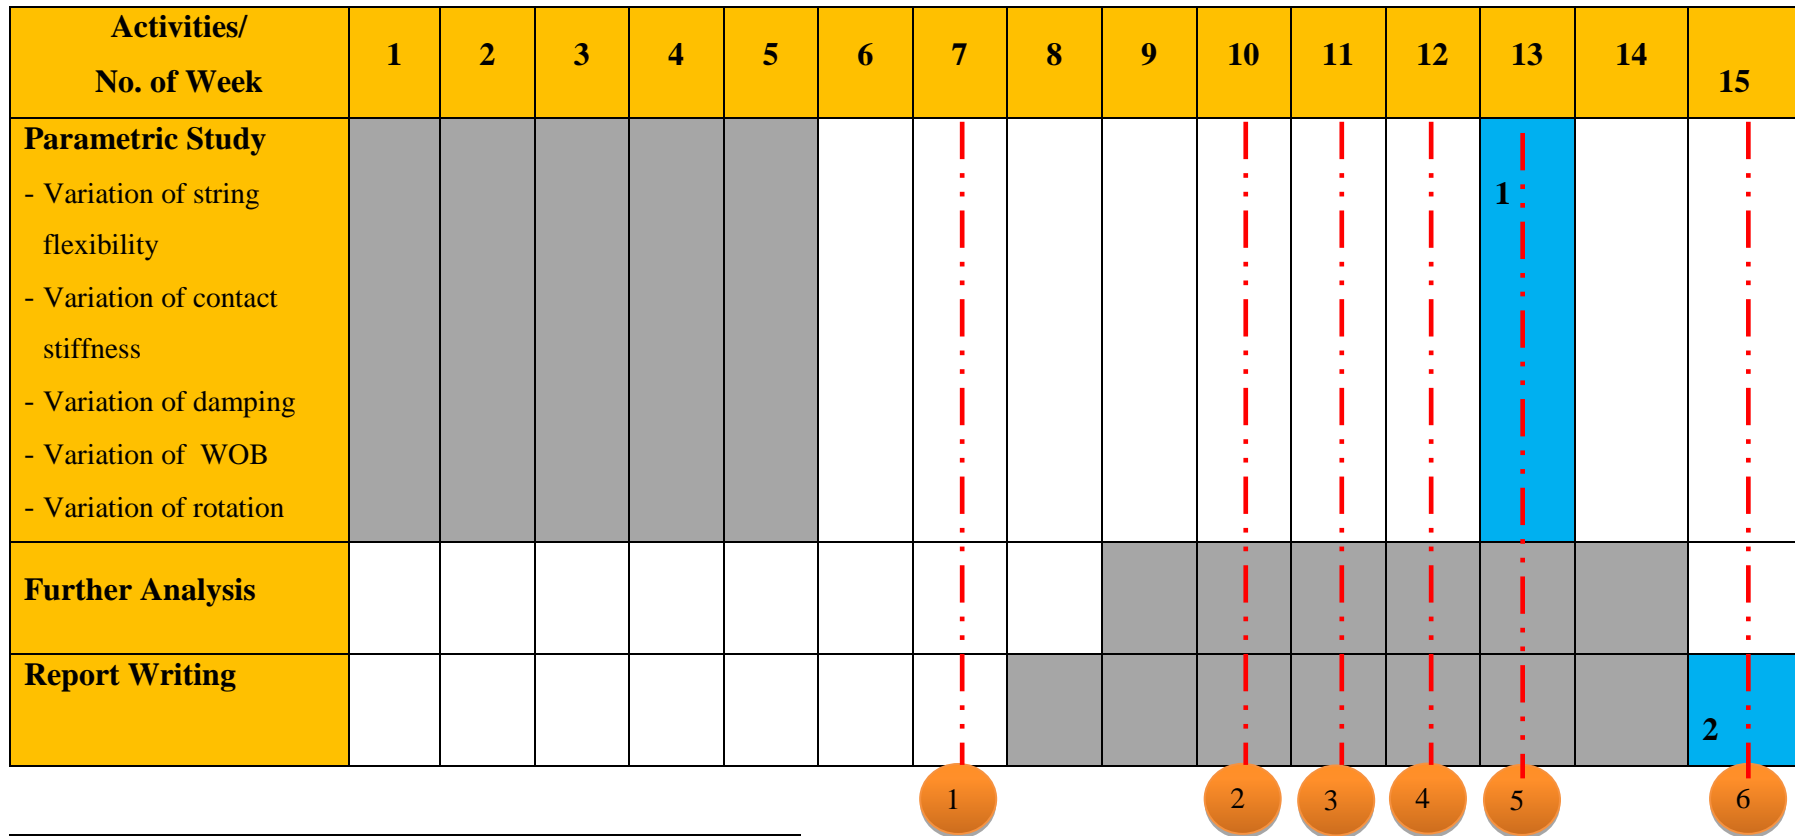 Activities/
No. of Week
1 2 3 4 5 6 7 8 9 10 11 12 13 14 15
Parametric Study
- Variation of string
flexibility
- Variation of contact
stiffness
- Variation of damping
- Variation of WOB
- Variation of rotation
1
Further Analysis
Report Writing
2
1 2 3 4 5 6